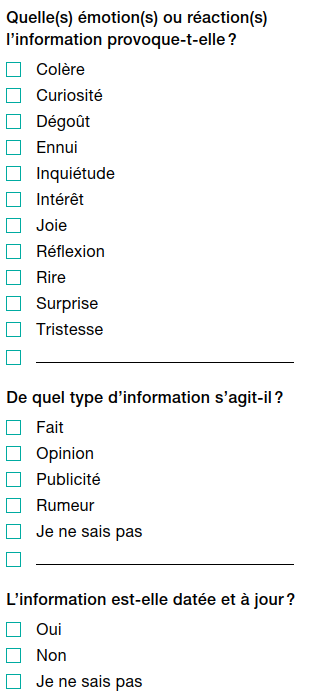 Quelle(s) émotion(s) ou réaction(s)
l’information provoque-t-elle ?
Colère
Curiosité
Dégoût
Ennui
Inquiétude
Intérêt
Joie
Réflexion
Rire
Surprise
Tristesse
De quel type d’information s’agit-il ?
Fait
Opinion
Publicité
Rumeur
Je ne sais pas
L’information est-elle datée et à jour ?
Oui
Non
Je ne sais pas